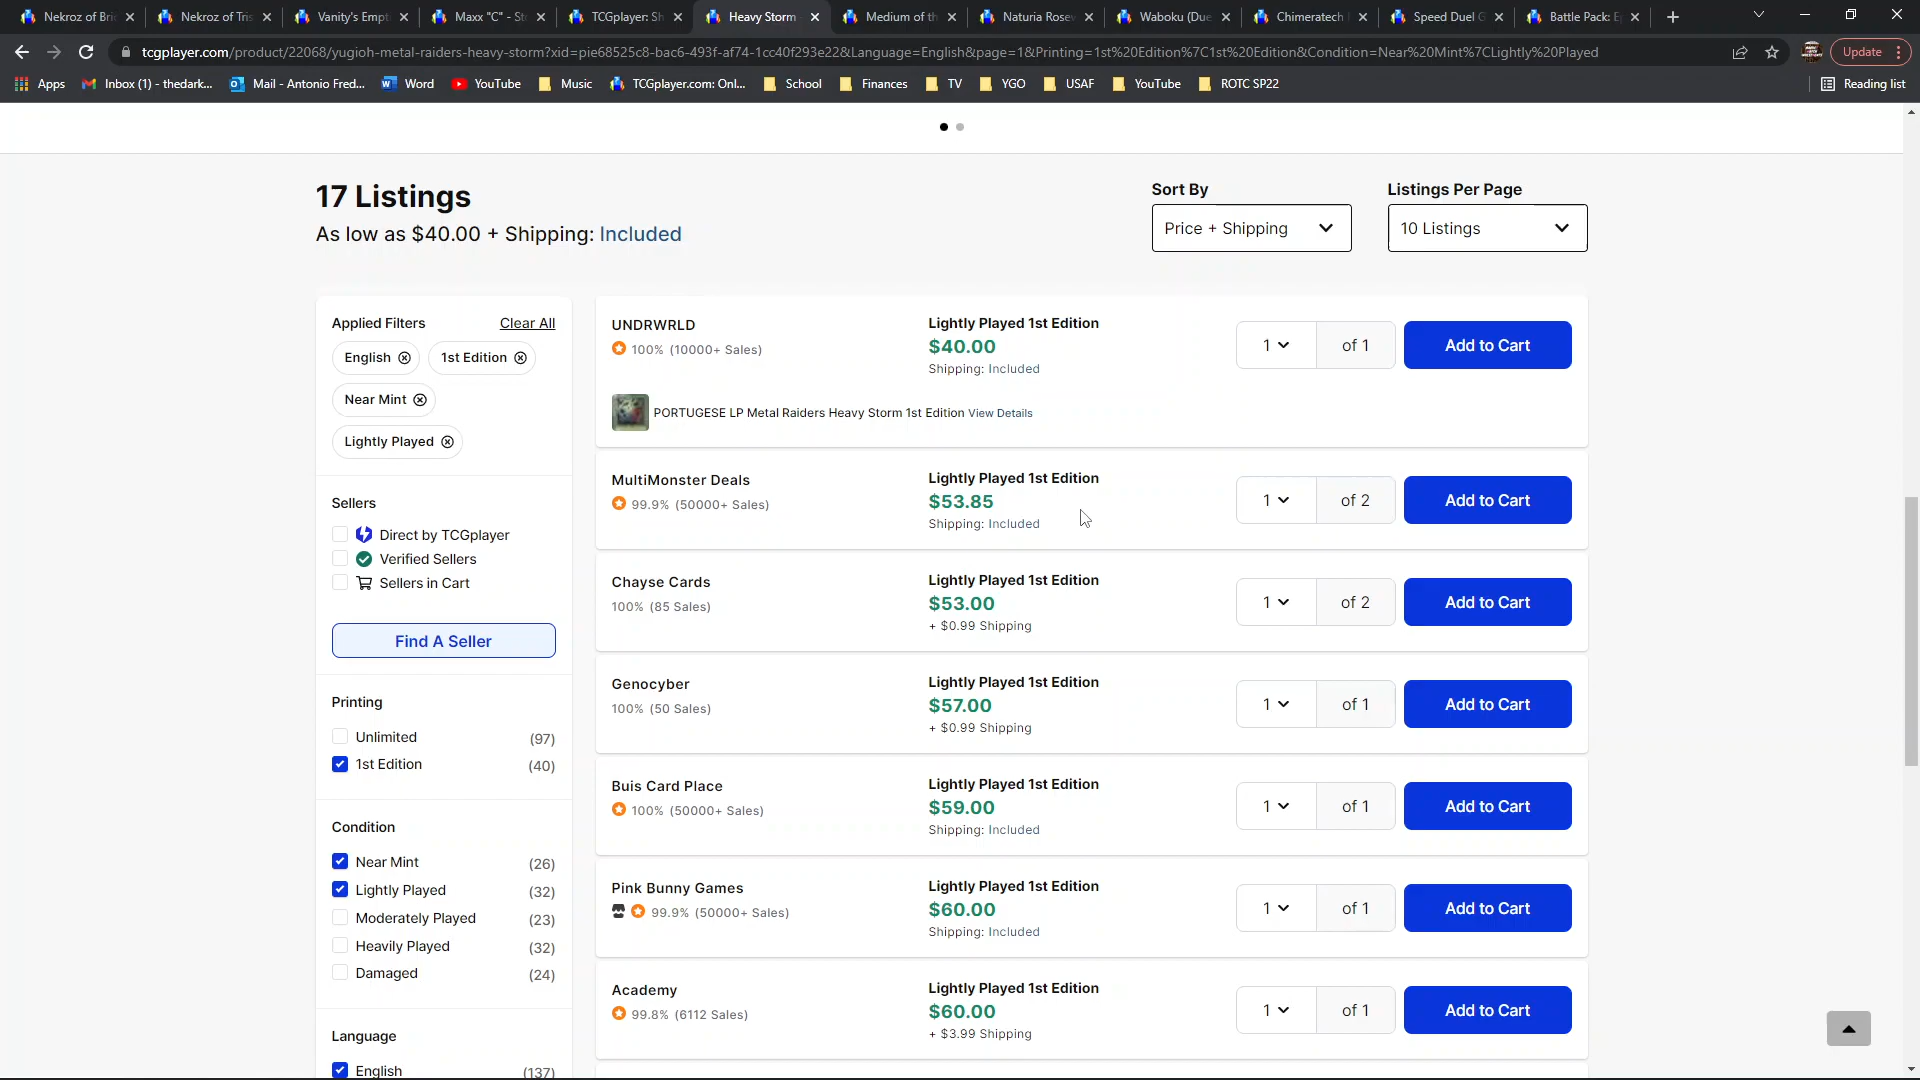 Nekroz of Bri
Nekroz of Tris
Vanity's Empt
Maxx "C" - St
TCGplayer: Sh
Heavy Storm
Medium of th
Naturia Rosew
Waboku (Due
Chimeratech
Speed Duel G
Battle Pack: E
tcgplayer.com/product/22068/yugioh-metal-raiders-heavy-storm?xid=pie68525c8-bac6-493f-af74-1cc40f293e22&Language=English&page=1&Printing=1st%20Edition%7C1st%20Edition&Condition=Near%20Mint%7CLightly%20Played
Update
Apps
Inbox (1) - thedark...
Mail - Antonio Fred...
Word
YouTube
Music
TCGplayer.com: Onl...
School
Finances
TV
YGO
USAF
YouTube
ROTC SP22
Reading list
17 Listings
As low as $40.00 + Shipping: Included
Sort By
Price + Shipping
Listings Per Page
10 Listings
Applied Filters
Clear All
English
1st Edition
Near Mint
Lightly Played
Sellers
Direct by TCGplayer
Verified Sellers
Sellers in Cart
Find A Seller
Printing
Unlimited (97)
1st Edition (40)
Condition
Near Mint (26)
Lightly Played (32)
Moderately Played (23)
Heavily Played (32)
Damaged (24)
Language
English (137)
UNDRWRLD
100% (10000+ Sales)
Lightly Played 1st Edition
$40.00
Shipping: Included
1 of 1
Add to Cart
PORTUGESE LP Metal Raiders Heavy Storm 1st Edition View Details
MultiMonster Deals
99.9% (50000+ Sales)
Lightly Played 1st Edition
$53.85
Shipping: Included
1 of 2
Add to Cart
Chayse Cards
100% (85 Sales)
Lightly Played 1st Edition
$53.00
+ $0.99 Shipping
1 of 2
Add to Cart
Genocyber
100% (50 Sales)
Lightly Played 1st Edition
$57.00
+ $0.99 Shipping
1 of 1
Add to Cart
Buis Card Place
100% (50000+ Sales)
Lightly Played 1st Edition
$59.00
Shipping: Included
1 of 1
Add to Cart
Pink Bunny Games
99.9% (50000+ Sales)
Lightly Played 1st Edition
$60.00
Shipping: Included
1 of 1
Add to Cart
Academy
99.8% (6112 Sales)
Lightly Played 1st Edition
$60.00
+ $3.99 Shipping
1 of 1
Add to Cart